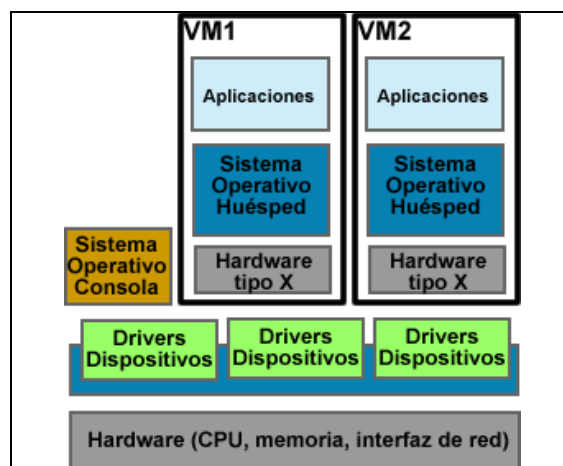 VM1
Aplicaciones
Sistema
Operativo
Huésped
Hardware
tipo X
VM2
Aplicaciones
Sistema
Operativo
Huésped
Hardware
tipo X
Sistema
Operativo
Consola
Drivers
Dispositivos
Drivers
Dispositivos
Drivers
Dispositivos
Hardware (CPU, memoria, interfaz de red)